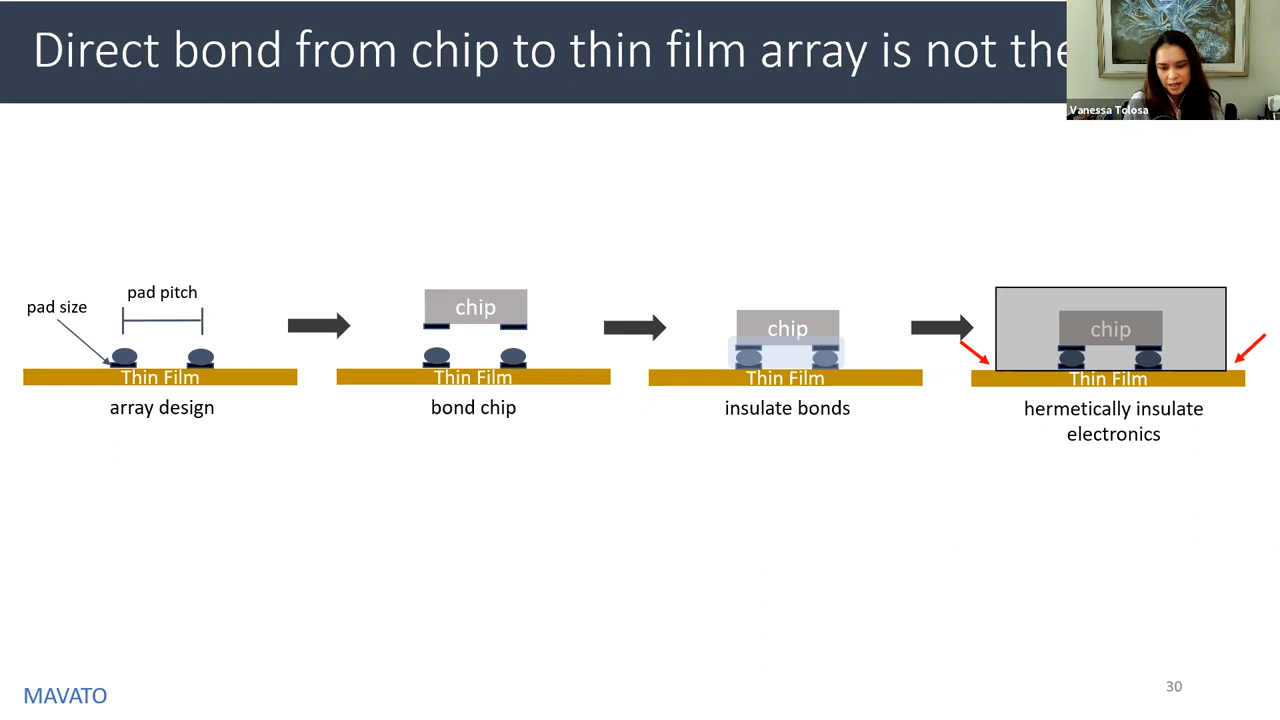 Direct bond from chip to thin film array is not the
Vanessa Tolosa
pad pitch
pad size
Thin Film
array design
chip
Thin Film
bond chip
chip
Thin Film
insulate bonds
chip
Thin Film
hermetically insulate
electronics
MAVATO
30